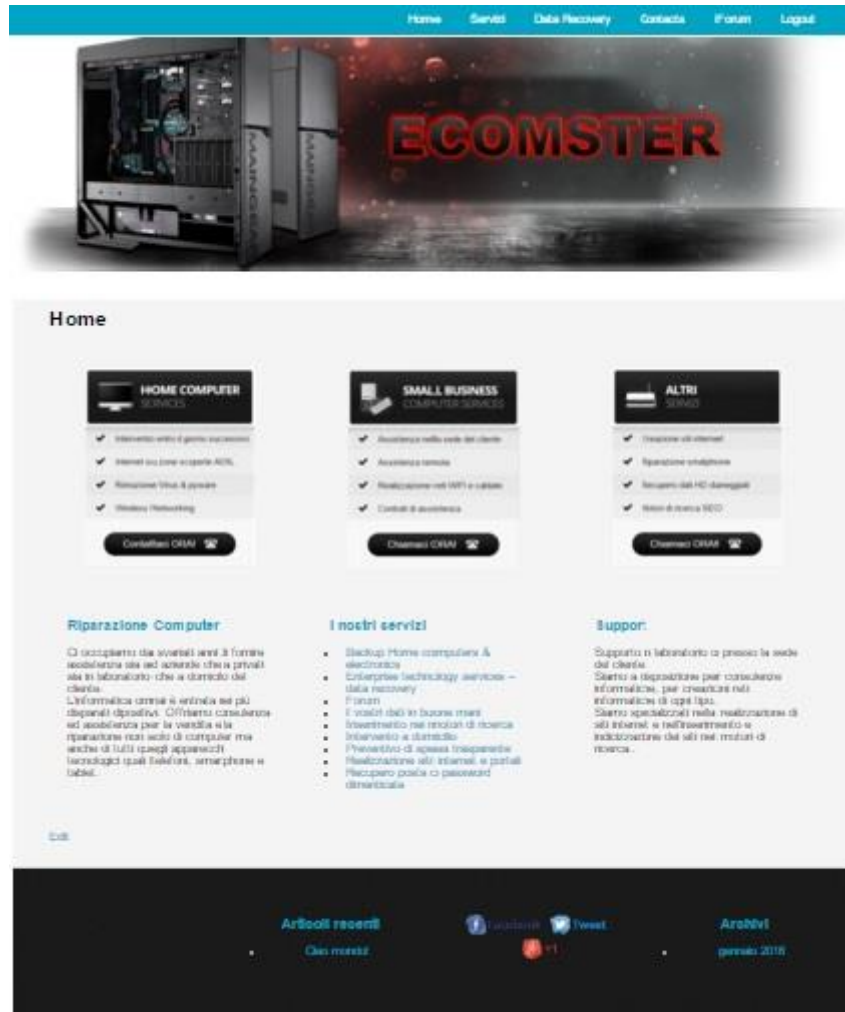 Home Servizi Data Recovery Contacts Forum Logout
ECOMSTER
MAINGEAR
Home
HOME COMPUTER
SERVICES
Intervento entro il giorno successivo
Internet su zone scoperte ADSL
Rimozione Virus & spyware
Wireless Networking
Contattaci ORA!
SMALL BUSINESS
COMPUTER SERVICES
Assistenza nella sede del cliente
Assistenza remota
Realizzazione reti WIFI e cablate
Contratti di assistenza
Chiamaci ORA!
ALTRI
SERVIZI
Creazione siti internet
Riparazione smartphone
Recupero dati HD danneggiati
Motori di ricerca SEO
Chiamaci ORA!!
Riparazione Computer
Ci occupiamo da svariati anni di fornire
assistenza sia ad aziende che a privati
sia in laboratorio che a domicilio del
cliente.
L'informatica ormai è entrata nei più
disparati dipositivi. Offriamo consulenza
ed assistenza per la vendita e la
riparazione non solo di computer ma
anche di tutti quegli apparecchi
tecnologici quali telefoni, smarphone e
tablet.
I nostri servizi
Backup Home computers &
electronics
Enterprise technology services –
data recovery
Forum
I vostri dati in buone mani
Inserimento nei motori di ricerca
Intervento a domicilio
Preventivo di spesa trasparente
Realizzazione siti internet e portali
Recupero posta o password
dimenticata
Support
Supporto in laboratorio o presso la sede
del cliente.
Siamo a disposizione per consulenze
informatiche, per creazioni reti
informatiche di ogni tipo.
Siamo specializzati nella realizzazione di
siti internet e nell'inserimento e
indicizzazione dei siti nei motori di
ricerca.
Edit
Articoli recenti
Ciao mondo!
Facebook Tweet
+1
Archivi
gennaio 2016